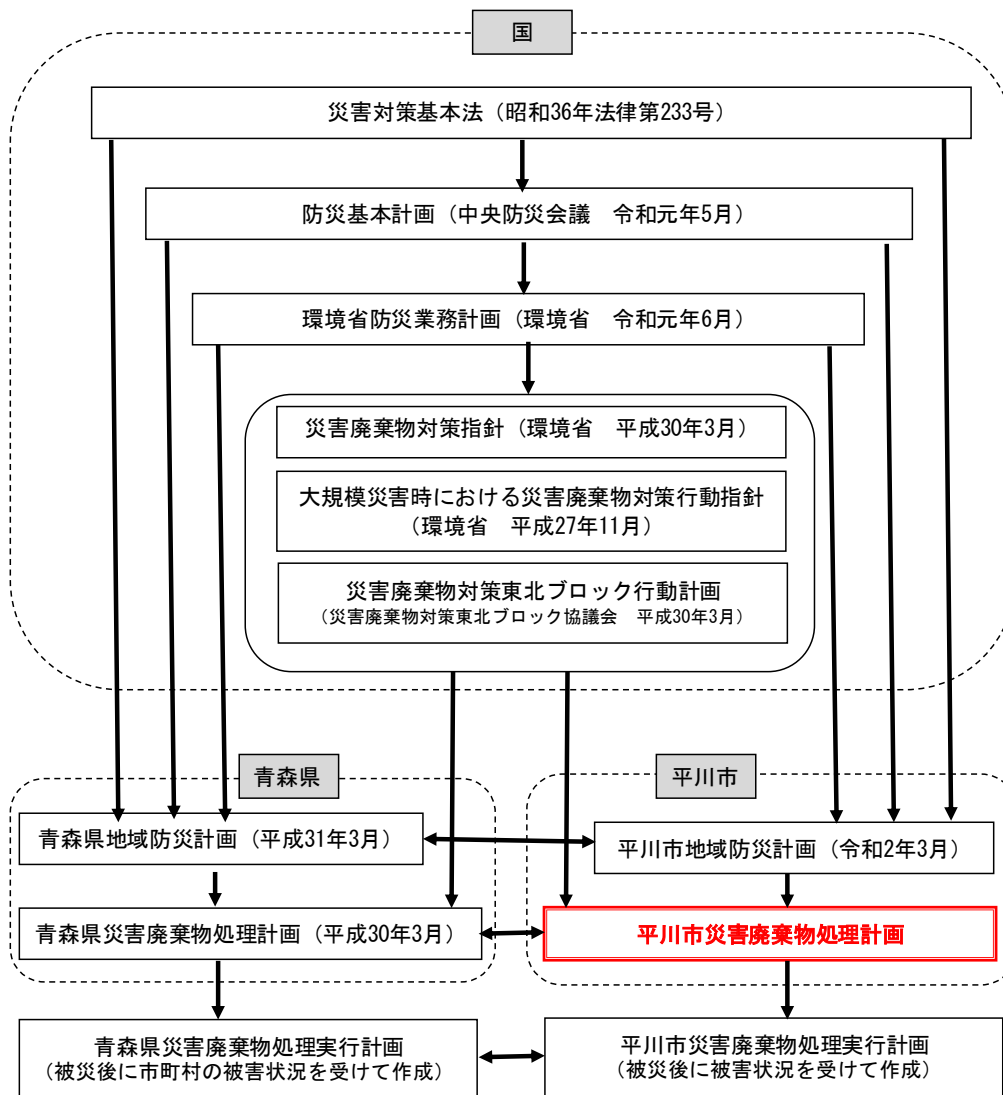 国
災害対策基本法（昭和36年法律第233号）
防災基本計画（中央防災会議　令和元年5月）
環境省防災業務計画（環境省　令和元年6月）
災害廃棄物対策指針（環境省　平成30年3月）
大規模災害時における災害廃棄物対策行動指針
（環境省　平成27年11月）
災害廃棄物対策東北ブロック行動計画
（災害廃棄物対策東北ブロック協議会　平成30年3月）
青森県
平川市
青森県地域防災計画（平成31年3月）
平川市地域防災計画（令和2年3月）
青森県災害廃棄物処理計画（平成30年3月）
平川市災害廃棄物処理計画
青森県災害廃棄物処理実行計画
（被災後に市町村の被害状況を受けて作成）
平川市災害廃棄物処理実行計画
（被災後に被害状況を受けて作成）